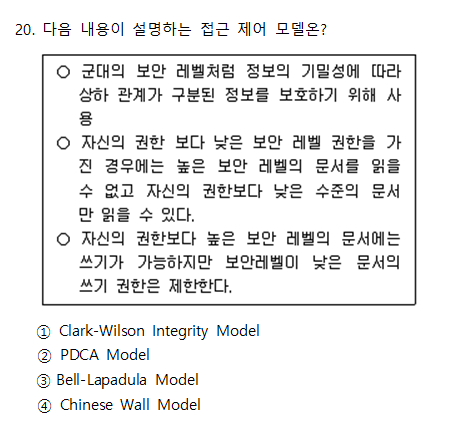 20. 다음 내용이 설명하는 접근 제어 모델온?
○ 군대의 보안 레벨처럼 정보의 기밀성에 따라
상하 관계가 구분된 정보를 보호하기 위해 사
용
○ 자신의 권한 보다 낮은 보안 레벨 권한을 가
진 경우에는 높은 보안 레벨의 문서를 읽을
수 없고 자신의 권한보다 낮은 수준의 문서
만 읽을 수 있다.
○ 자신의 권한보다 높은 보안 레벨의 문서에는
쓰기가 가능하지만 보안레벨이 낮은 문서의
쓰기 권한은 제한한다.
① Clark-Wilson Integrity Model
② PDCA Model
③ Bell-Lapadula Model
④ Chinese Wall Model